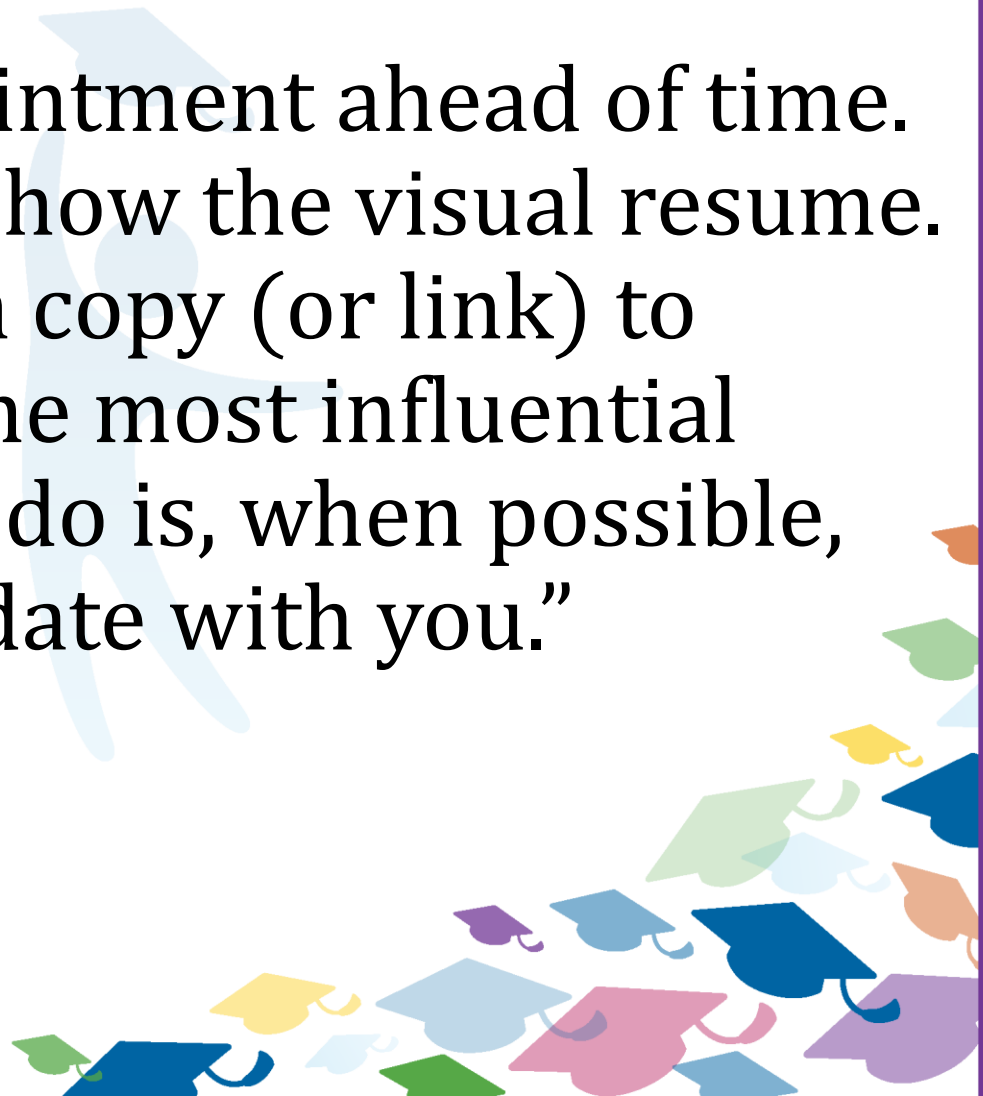 intment ahead of time.
how the visual resume.
copy (or link) to
most influential
do is, when possible,
date with you.”